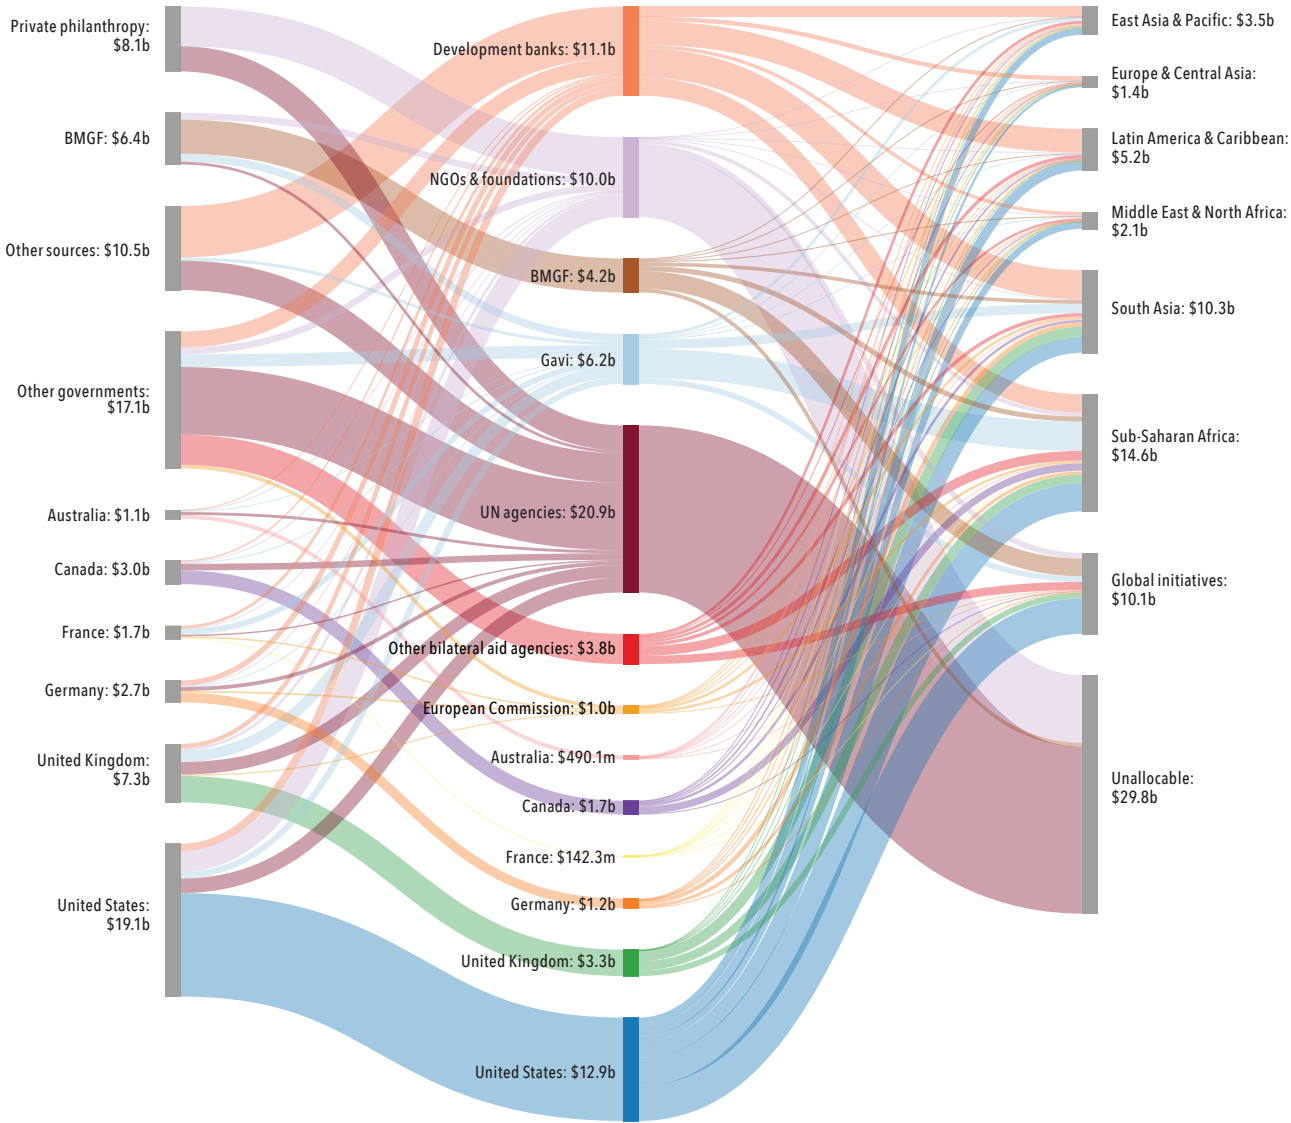 Private philanthropy:
$8.1b
BMGF: $6.4b
Other sources: $10.5b
Other governments:
$17.1b
Australia: $1.1b
Canada: $3.0b
France: $1.7b
Germany: $2.7b
United Kingdom:
$7.3b
United States:
$19.1b
Development banks: $11.1b
NGOs & foundations: $10.0b
BMGF: $4.2b
Gavi: $6.2b
UN agencies: $20.9b
Other bilateral aid agencies: $3.8b
European Commission: $1.0b
Australia: $490.1m
Canada: $1.7b
France: $142.3m
Germany: $1.2b
United Kingdom: $3.3b
United States: $12.9b
East Asia & Pacific: $3.5b
Europe & Central Asia:
$1.4b
Latin America & Caribbean:
$5.2b
Middle East & North Africa:
$2.1b
South Asia: $10.3b
Sub-Saharan Africa:
$14.6b
Global initiatives:
$10.1b
Unallocable:
$29.8b